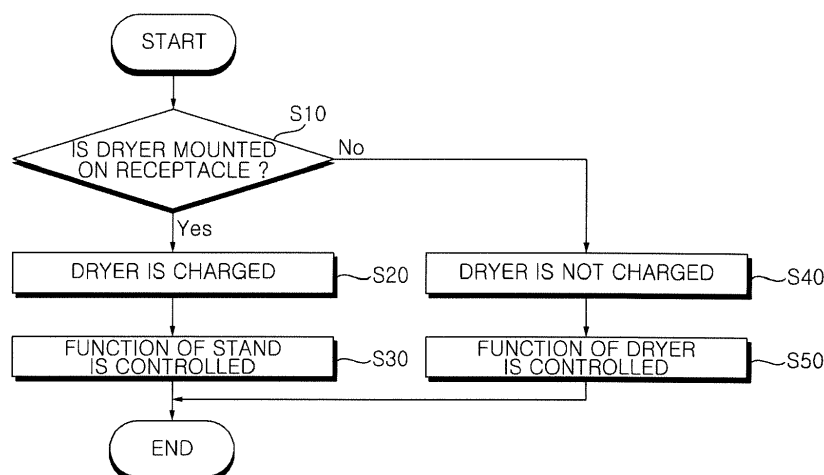 START
S10
IS DRYER MOUNTED
ON RECEPTACLE ?
No
Yes
DRYER IS CHARGED
S20
DRYER IS NOT CHARGED
S40
FUNCTION OF STAND
IS CONTROLLED
S30
FUNCTION OF DRYER
IS CONTROLLED
S50
END